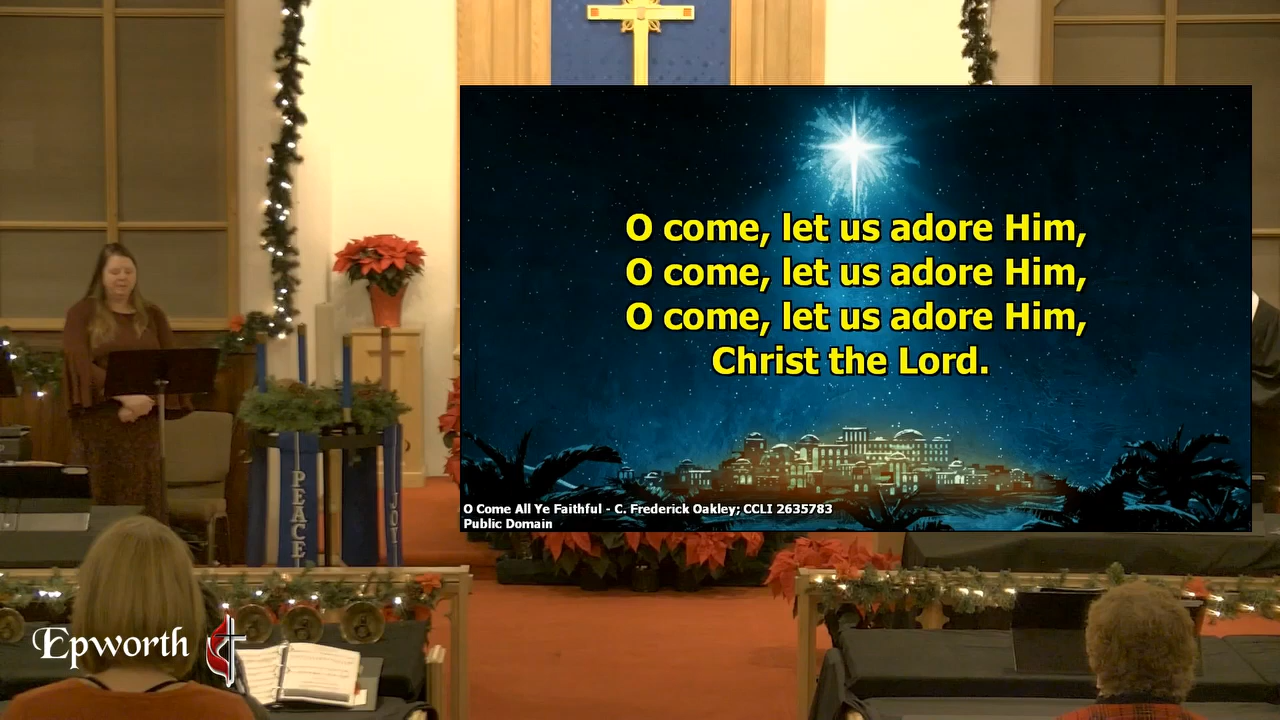 O come, let us adore Him,
O come, let us adore Him,
O come, let us adore Him,
Christ the Lord.
O Come All Ye Faithful - C. Frederick Oakley; CCLI 2635783
Public Domain
PEACE
JOY
Epworth